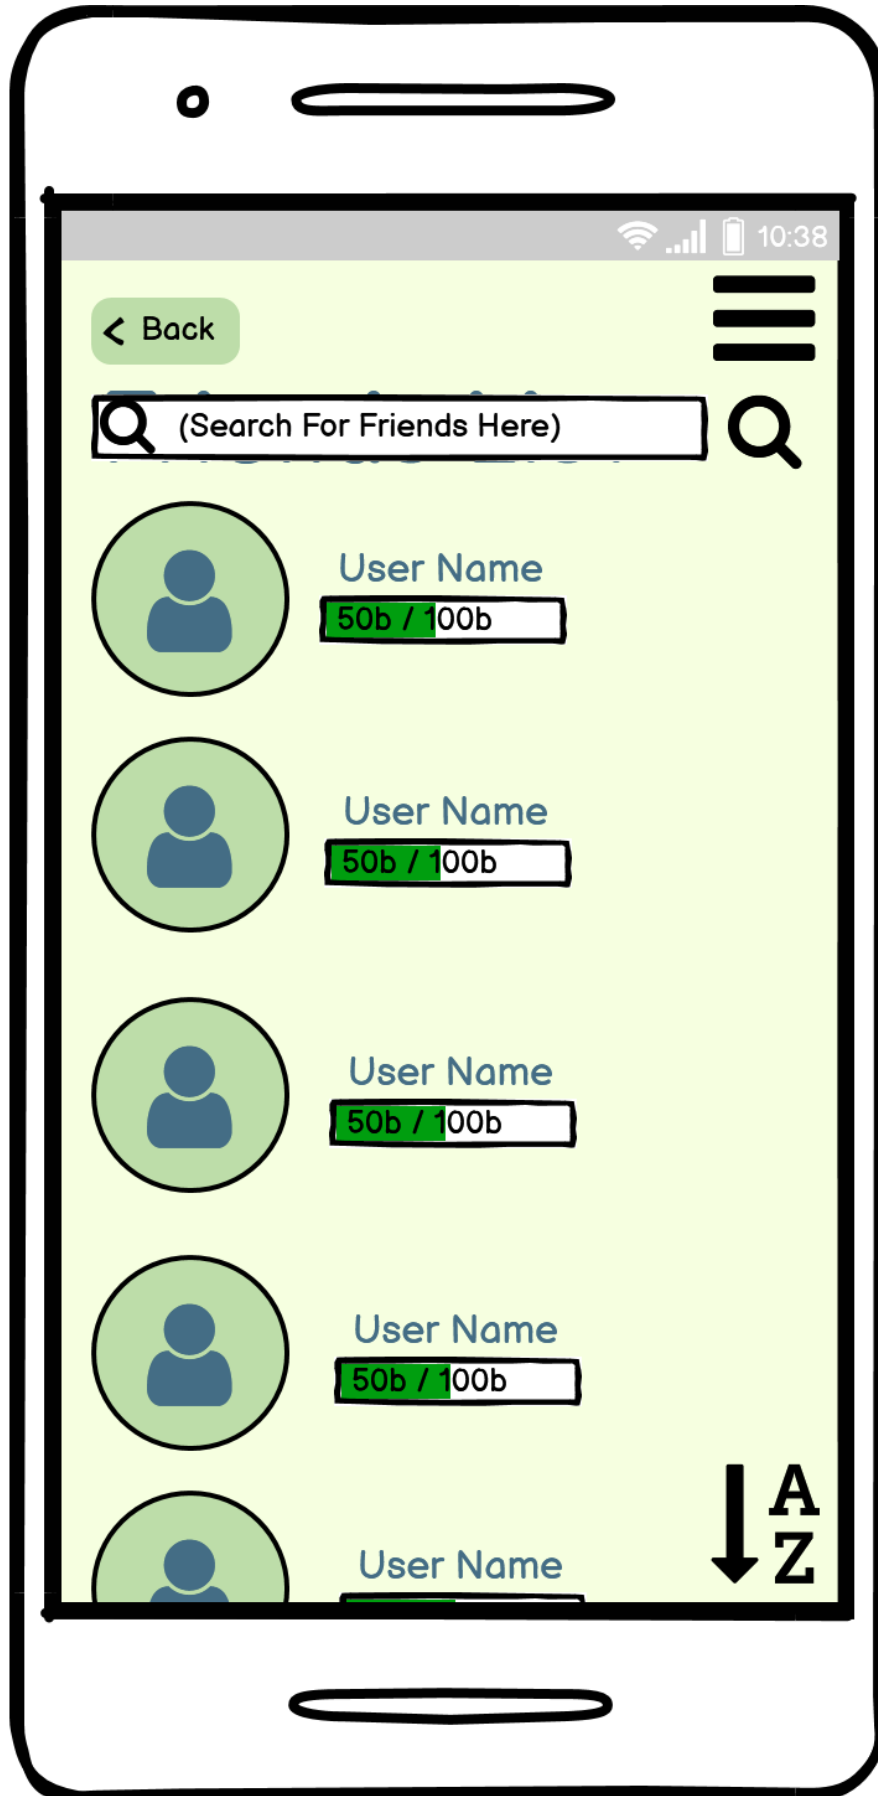 10:38
Back
(Search For Friends Here)
User Name
50b / 100b
User Name
50b / 100b
User Name
50b / 100b
User Name
50b / 100b
User Name
A
Z